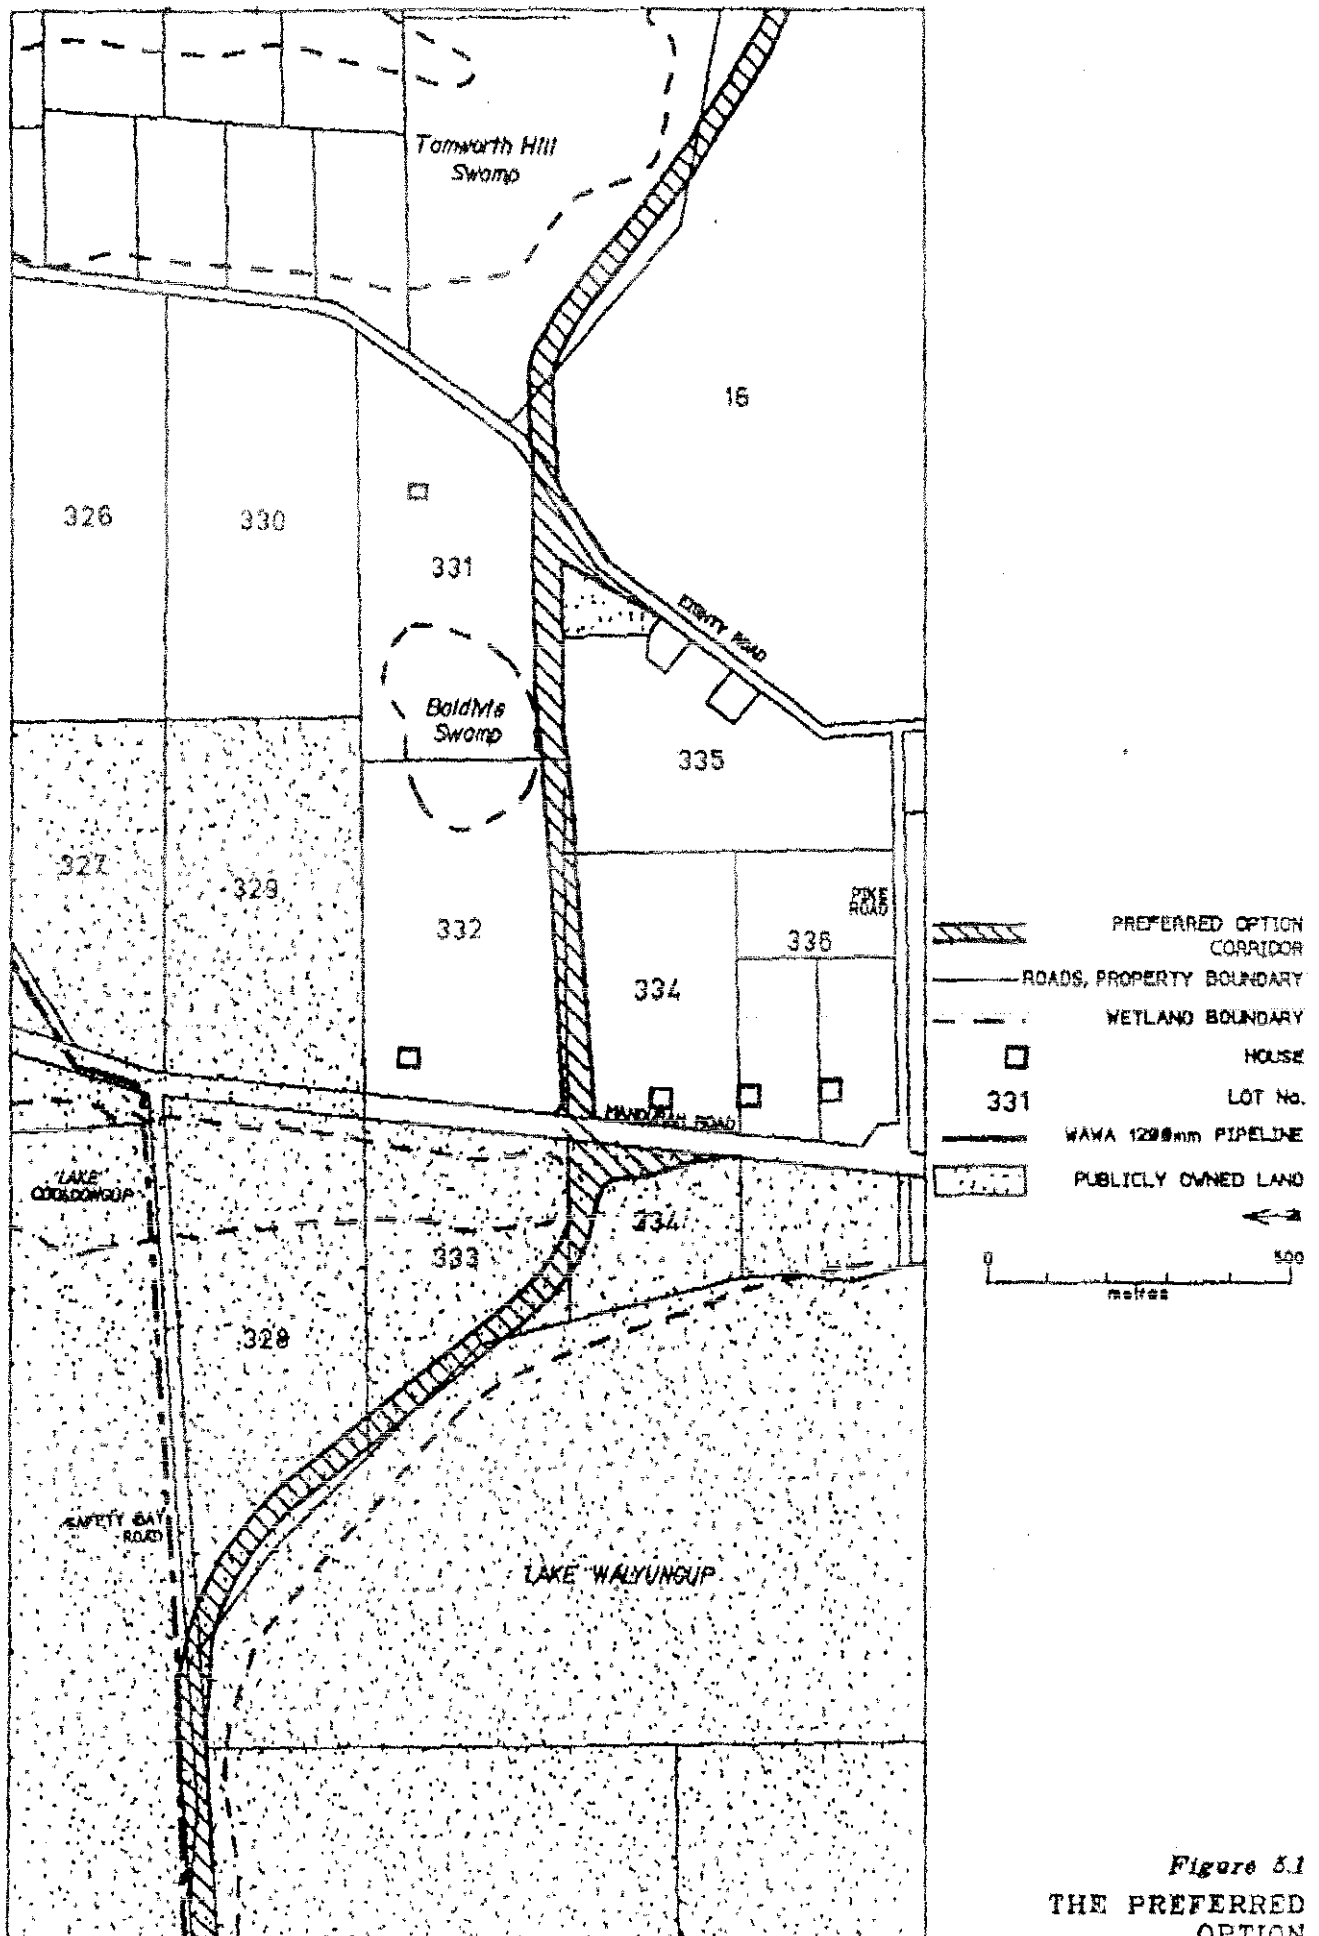 Tamworth Hill
Swamp
16
326
330
331
EIGHTY ROAD
Baldivis
Swamp
335
327
329
332
PIKE
ROAD
336
334
MANDURAH ROAD
LAKE
COOLOONGUP
333
334
328
SAFETY BAY
ROAD
LAKE WALYUNGUP
PREFERRED OPTION
CORRIDOR
ROADS, PROPERTY BOUNDARY
WETLAND BOUNDARY
HOUSE
331
LOT No.
WAWA 1200mm PIPELINE
PUBLICLY OWNED LAND
0
500
metres
Figure 5.1
THE PREFERRED
OPTION